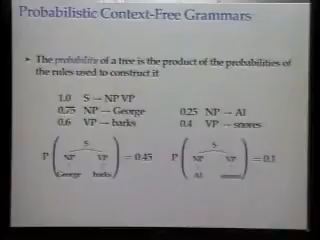 Probabilistic Context-Free Grammars
The probability of a tree is the product of the probabilities of
the rules used to construct it
1.0 S → NP VP
0.75 NP → George 0.25 NP → Al
0.6 VP → barks 0.4 VP → snores
S S
P ( NP VP ) = 0.45 P ( NP VP ) = 0.1
George barks Al